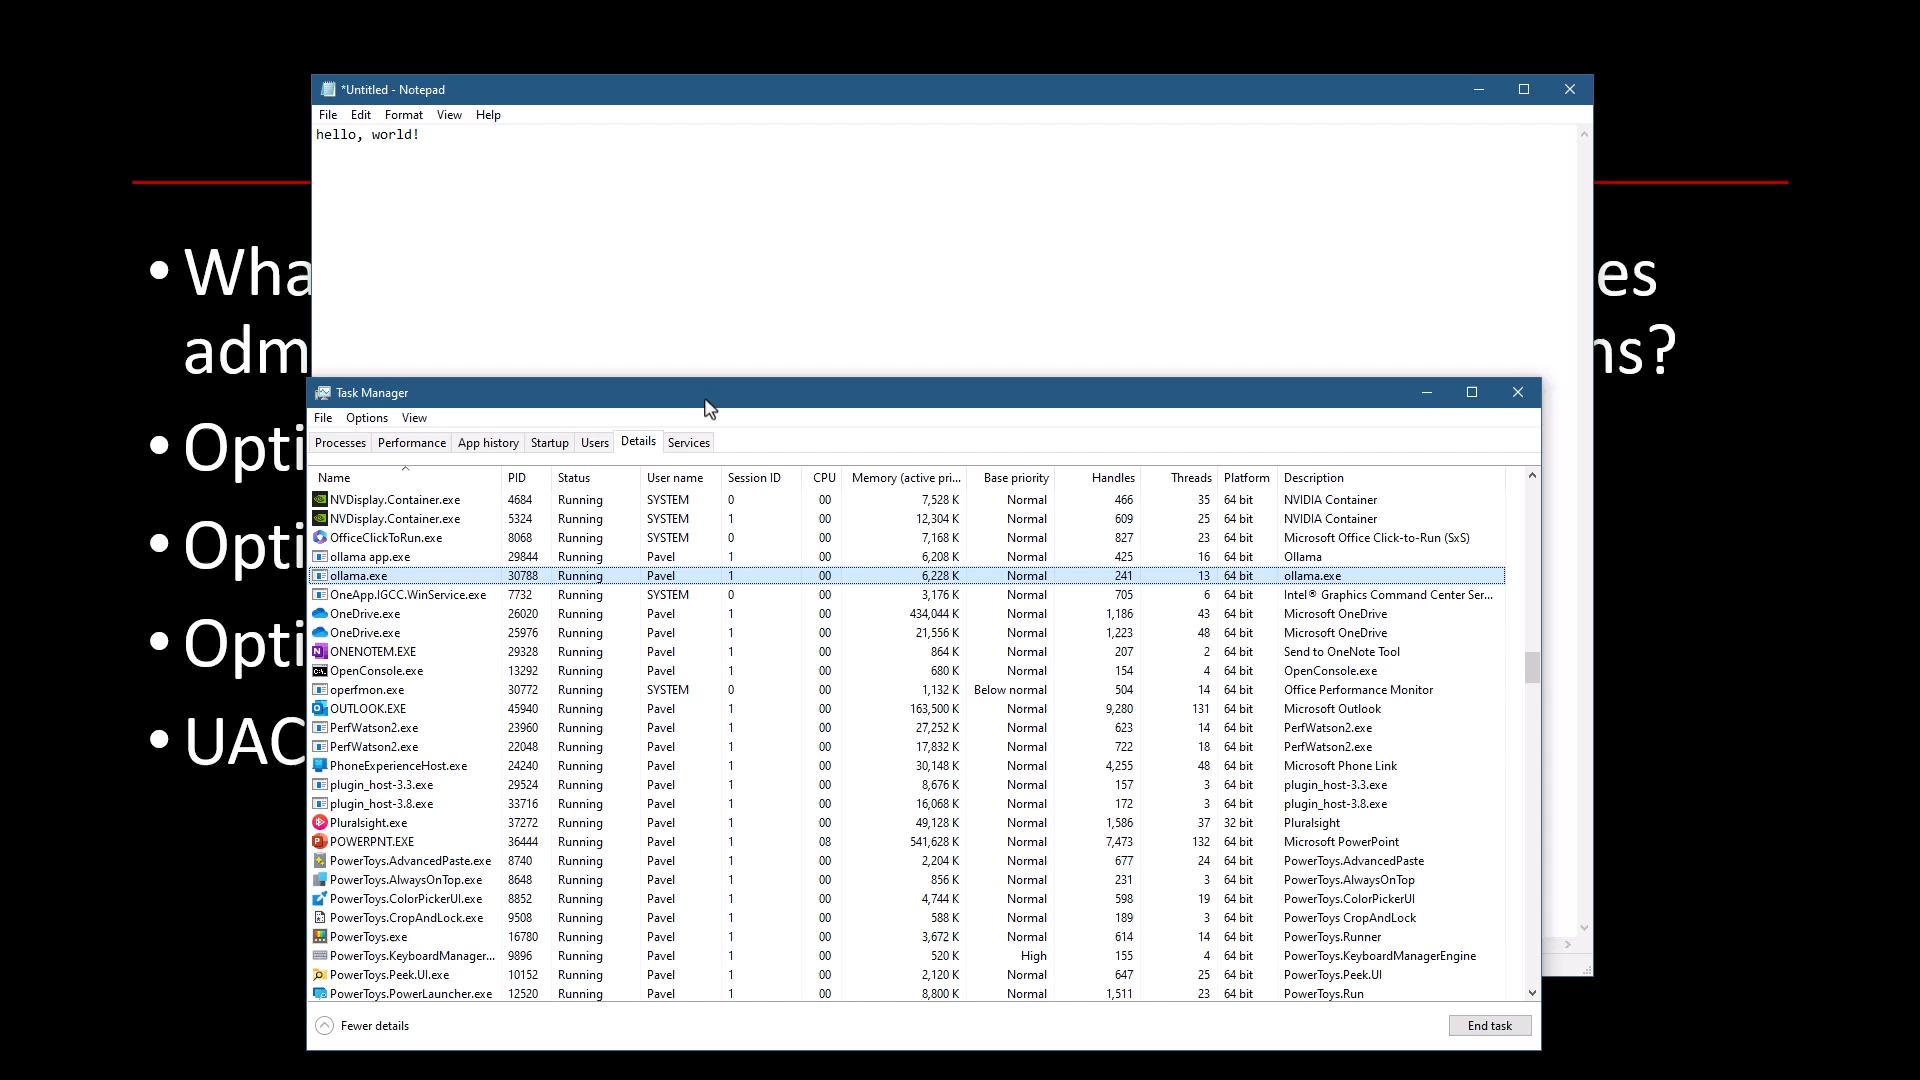 *Untitled - Notepad
File Edit Format View Help
hello, world!
• Wha es
adm ns?
• Opti
• Opti
• Opti
• UAC
Task Manager
File Options View
Processes Performance App history Startup Users Details Services
Name PID Status User name Session ID CPU Memory (active pri... Base priority Handles Threads Platform Description
NVDisplay.Container.exe 4684 Running SYSTEM 0 00 7,528 K Normal 466 35 64 bit NVIDIA Container
NVDisplay.Container.exe 5324 Running SYSTEM 1 00 12,304 K Normal 609 25 64 bit NVIDIA Container
OfficeClickToRun.exe 8068 Running SYSTEM 0 00 7,168 K Normal 827 23 64 bit Microsoft Office Click-to-Run (SxS)
ollama app.exe 29844 Running Pavel 1 00 6,208 K Normal 425 16 64 bit Ollama
ollama.exe 30788 Running Pavel 1 00 6,228 K Normal 241 13 64 bit ollama.exe
OneApp.IGCC.WinService.exe 7732 Running SYSTEM 0 00 3,176 K Normal 705 6 64 bit Intel® Graphics Command Center Ser...
OneDrive.exe 26020 Running Pavel 1 00 434,044 K Normal 1,186 43 64 bit Microsoft OneDrive
OneDrive.exe 25976 Running Pavel 1 00 21,556 K Normal 1,223 48 64 bit Microsoft OneDrive
ONENOTEM.EXE 29328 Running Pavel 1 00 864 K Normal 207 2 64 bit Send to OneNote Tool
OpenConsole.exe 13292 Running Pavel 1 00 680 K Normal 154 4 64 bit OpenConsole.exe
operfmon.exe 30772 Running SYSTEM 0 00 1,132 K Below normal 504 14 64 bit Office Performance Monitor
OUTLOOK.EXE 45940 Running Pavel 1 00 163,500 K Normal 9,280 131 64 bit Microsoft Outlook
PerfWatson2.exe 23960 Running Pavel 1 00 27,252 K Normal 623 14 64 bit PerfWatson2.exe
PerfWatson2.exe 22048 Running Pavel 1 00 17,832 K Normal 722 18 64 bit PerfWatson2.exe
PhoneExperienceHost.exe 24240 Running Pavel 1 00 30,148 K Normal 4,255 48 64 bit Microsoft Phone Link
plugin_host-3.3.exe 29524 Running Pavel 1 00 8,676 K Normal 157 3 64 bit plugin_host-3.3.exe
plugin_host-3.8.exe 33716 Running Pavel 1 00 16,068 K Normal 172 3 64 bit plugin_host-3.8.exe
Pluralsight.exe 37272 Running Pavel 1 00 49,128 K Normal 1,586 37 32 bit Pluralsight
POWERPNT.EXE 36444 Running Pavel 1 08 541,628 K Normal 7,473 132 64 bit Microsoft PowerPoint
PowerToys.AdvancedPaste.exe 8740 Running Pavel 1 00 2,204 K Normal 677 24 64 bit PowerToys.AdvancedPaste
PowerToys.AlwaysOnTop.exe 8648 Running Pavel 1 00 856 K Normal 231 3 64 bit PowerToys.AlwaysOnTop
PowerToys.ColorPickerUI.exe 8852 Running Pavel 1 00 4,744 K Normal 598 19 64 bit PowerToys.ColorPickerUI
PowerToys.CropAndLock.exe 9508 Running Pavel 1 00 588 K Normal 189 3 64 bit PowerToys CropAndLock
PowerToys.exe 16780 Running Pavel 1 00 3,672 K Normal 614 14 64 bit PowerToys.Runner
PowerToys.KeyboardManager... 9896 Running Pavel 1 00 520 K High 155 4 64 bit PowerToys.KeyboardManagerEngine
PowerToys.Peek.UI.exe 10152 Running Pavel 1 00 2,120 K Normal 647 25 64 bit PowerToys.Peek.UI
PowerToys.PowerLauncher.exe 12520 Running Pavel 1 00 8,800 K Normal 1,511 23 64 bit PowerToys.Run
Fewer details End task